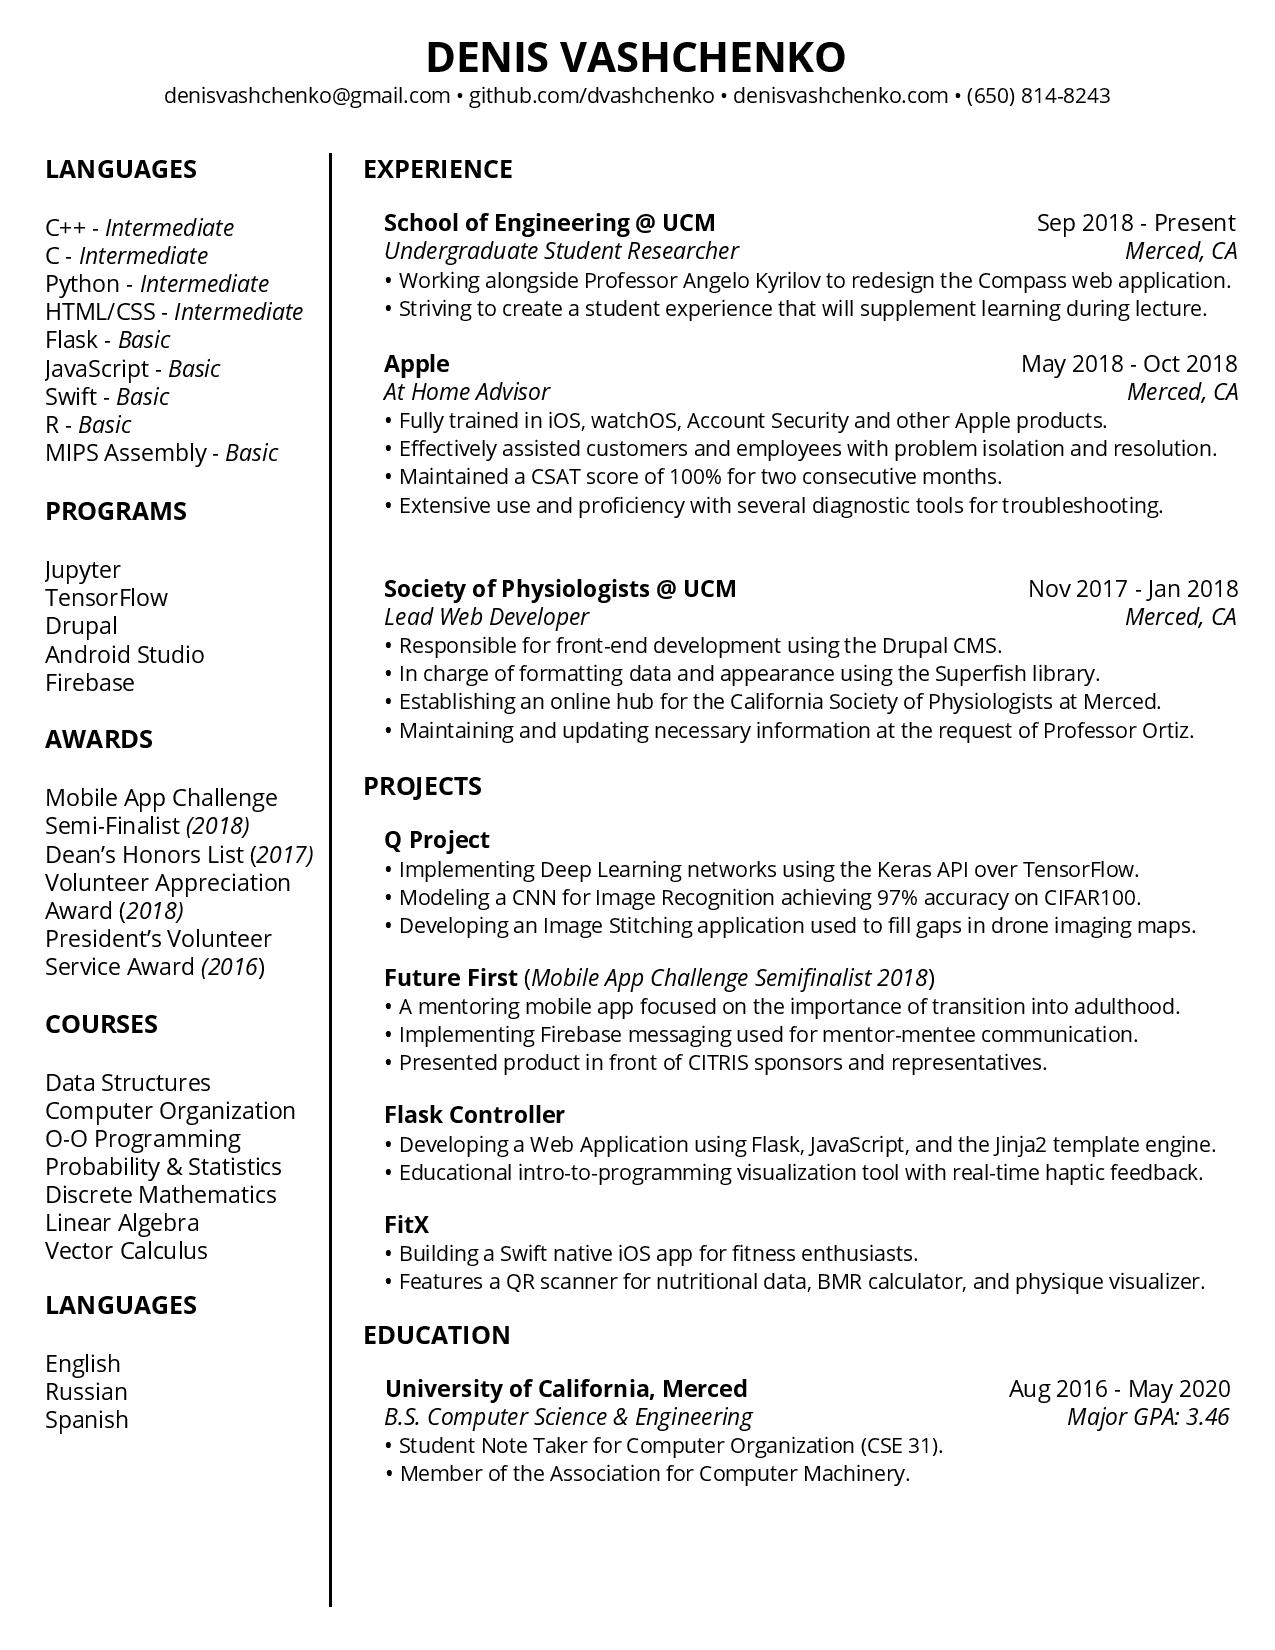 DENIS VASHCHENKO
denisvashchenko@gmail.com • github.com/dvashchenko • denisvashchenko.com • (650) 814-8243
LANGUAGES
C++ - Intermediate
C - Intermediate
Python - Intermediate
HTML/CSS - Intermediate
Flask - Basic
JavaScript - Basic
Swift - Basic
R - Basic
MIPS Assembly - Basic
PROGRAMS
Jupyter
TensorFlow
Drupal
Android Studio
Firebase
AWARDS
Mobile App Challenge
Semi-Finalist (2018)
Dean’s Honors List (2017)
Volunteer Appreciation
Award (2018)
President’s Volunteer
Service Award (2016)
COURSES
Data Structures
Computer Organization
O-O Programming
Probability & Statistics
Discrete Mathematics
Linear Algebra
Vector Calculus
LANGUAGES
English
Russian
Spanish
EXPERIENCE
School of Engineering @ UCM Sep 2018 - Present
Undergraduate Student Researcher Merced, CA
• Working alongside Professor Angelo Kyrilov to redesign the Compass web application.
• Striving to create a student experience that will supplement learning during lecture.
Apple May 2018 - Oct 2018
At Home Advisor Merced, CA
• Fully trained in iOS, watchOS, Account Security and other Apple products.
• Effectively assisted customers and employees with problem isolation and resolution.
• Maintained a CSAT score of 100% for two consecutive months.
• Extensive use and proficiency with several diagnostic tools for troubleshooting.
Society of Physiologists @ UCM Nov 2017 - Jan 2018
Lead Web Developer Merced, CA
• Responsible for front-end development using the Drupal CMS.
• In charge of formatting data and appearance using the Superfish library.
• Establishing an online hub for the California Society of Physiologists at Merced.
• Maintaining and updating necessary information at the request of Professor Ortiz.
PROJECTS
Q Project
• Implementing Deep Learning networks using the Keras API over TensorFlow.
• Modeling a CNN for Image Recognition achieving 97% accuracy on CIFAR100.
• Developing an Image Stitching application used to fill gaps in drone imaging maps.
Future First (Mobile App Challenge Semifinalist 2018)
• A mentoring mobile app focused on the importance of transition into adulthood.
• Implementing Firebase messaging used for mentor-mentee communication.
• Presented product in front of CITRIS sponsors and representatives.
Flask Controller
• Developing a Web Application using Flask, JavaScript, and the Jinja2 template engine.
• Educational intro-to-programming visualization tool with real-time haptic feedback.
FitX
• Building a Swift native iOS app for fitness enthusiasts.
• Features a QR scanner for nutritional data, BMR calculator, and physique visualizer.
EDUCATION
University of California, Merced Aug 2016 - May 2020
B.S. Computer Science & Engineering Major GPA: 3.46
• Student Note Taker for Computer Organization (CSE 31).
• Member of the Association for Computer Machinery.